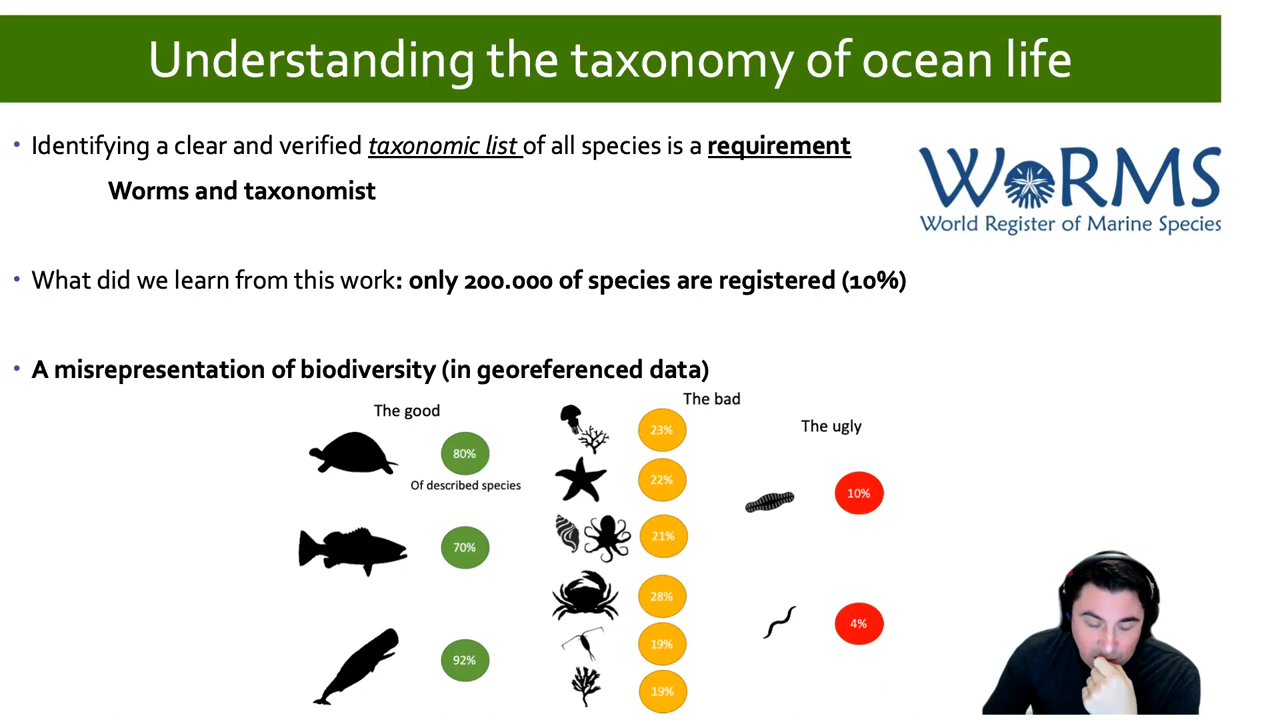 Understanding the taxonomy of ocean life
• Identifying a clear and verified taxonomic list of all species is a requirement
Worms and taxonomist
WoRMS
World Register of Marine Species
• What did we learn from this work: only 200.000 of species are registered (10%)
• A misrepresentation of biodiversity (in georeferenced data)
The good
80%
Of described species
70%
92%
The bad
23%
22%
21%
28%
19%
19%
The ugly
10%
4%